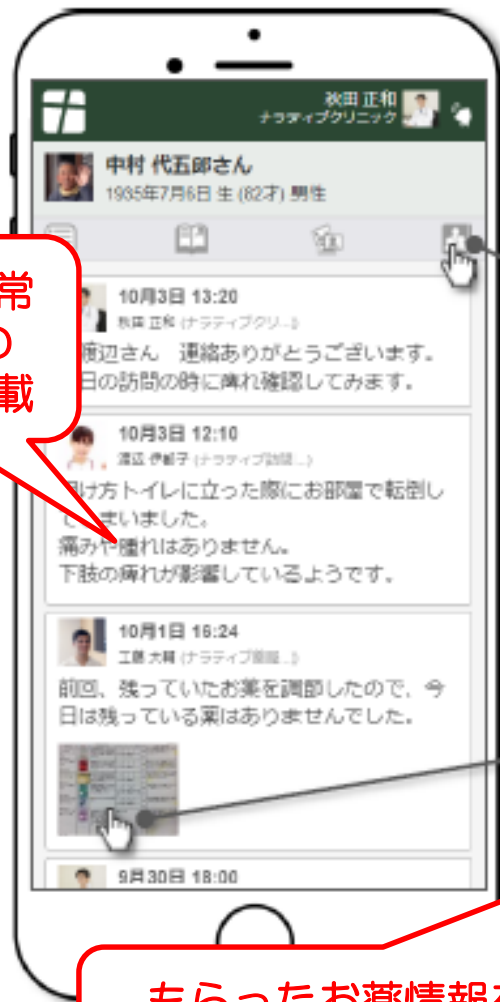 秋田 正和
ナラティブクリニック
中村 代五郎さん
1935年7月6日 生 (82才) 男性
常
の
載
10月3日 13:20
秋田 正和 (ナラティブクリ...)
渡辺さん 連絡ありがとうございます。
日の訪問の時に痺れ確認してみます。
10月3日 12:10
渡辺 伊都子 (ナラティブ訪問...)
け方トイレに立った際にお部屋で転倒し
てしまいました。
痛みや腫れはありません。
下肢の痺れが影響しているようです。
10月1日 16:24
工藤 大輔 (ナラティブ薬局...)
前回、残っていたお薬を調節したので、今
日は残っている薬はありませんでした。
9月30日 18:00
もらったお薬情報